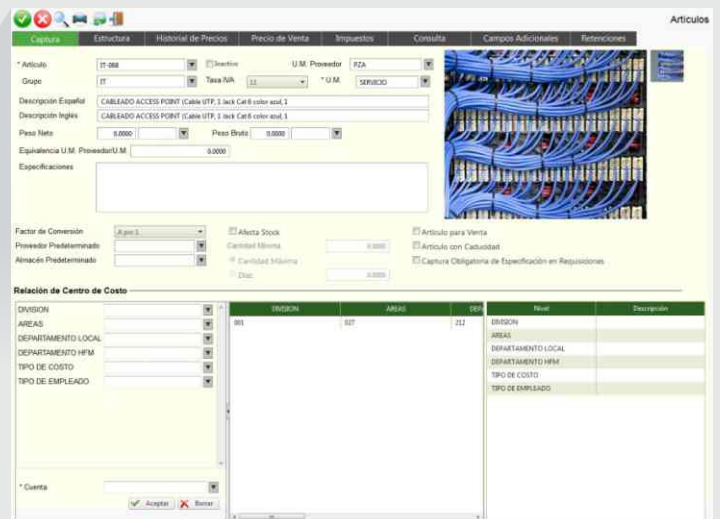 Artículos
Captura Estructura Historial de Precios Precio de Venta Impuestos Consulta Campos Adicionales Retenciones
* Artículo IT-088 Inactivo U.M. Proveedor PZA
Grupo IT Tasa IVA 11 * U.M. SERVICIO
Descripción Español CABLEADO ACCESS POINT (Cable UTP, 1 Jack Cat 6 color azul, 1
Descripción Inglés CABLEADO ACCESS POINT (Cable UTP, 1 Jack Cat 6 color azul, 1
Peso Neto 0.0000 Peso Bruto 0.0000
Equivalencia U.M. Proveedor/U.M. 0.0000
Especificaciones
Factor de Conversión A por 1 Afecta Stock Artículo para Venta
Proveedor Predeterminado Cantidad Mínima 0.0000 Artículo con Caducidad
Almacén Predeterminado Cantidad Máxima Captura Obligatoria de Especificación en Requisiciones
Días 0.0000
Relación de Centro de Costo
DIVISION DIVISION AREAS Nivel Descripción
AREAS 001 027 212 DIVISION
DEPARTAMENTO LOCAL AREAS
DEPARTAMENTO HFM DEPARTAMENTO LOCAL
TIPO DE COSTO DEPARTAMENTO HFM
TIPO DE EMPLEADO TIPO DE COSTO
TIPO DE EMPLEADO
* Cuenta
Aceptar Borrar